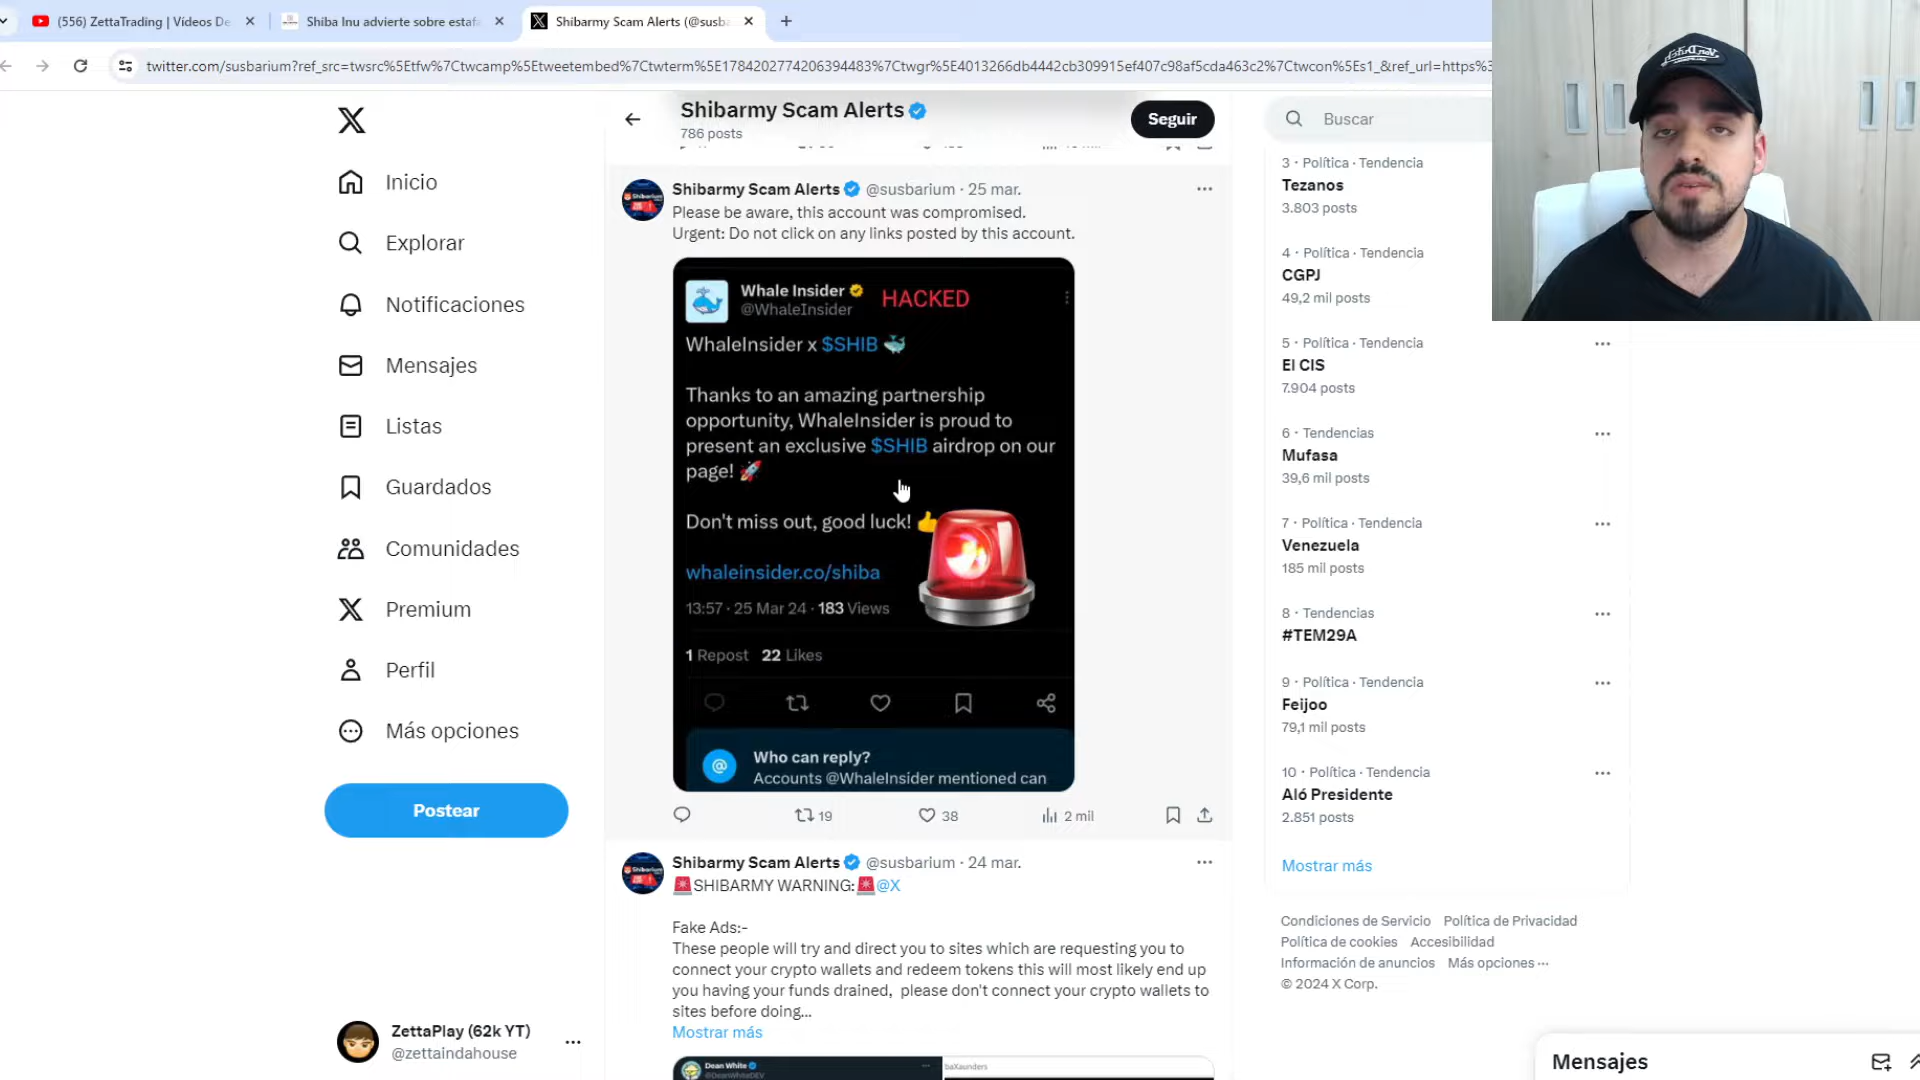 (556) ZettaTrading | Videos De
Shiba Inu advierte sobre estafa
Shibarmy Scam Alerts (@susba
twitter.com/susbarium?ref_src=twsrc%5Etfw%7Ctwcamp%5Etweetembed%7Ctwterm%5E1784202774206394483%7Ctwgr%5E4013266db4442cb309915ef407c98af5cda463c2%7Ctwcon%5Es1_&ref_url=https%3
Inicio
Explorar
Notificaciones
Mensajes
Listas
Guardados
Comunidades
Premium
Perfil
Más opciones
Postear
ZettaPlay (62k YT)
@zettaindahouse
Shibarmy Scam Alerts
786 posts
Seguir
Shibarmy Scam Alerts @susbarium · 25 mar.
Please be aware, this account was compromised.
Urgent: Do not click on any links posted by this account.
Whale Insider HACKED
@WhaleInsider
WhaleInsider x $SHIB
Thanks to an amazing partnership
opportunity, WhaleInsider is proud to
present an exclusive $SHIB airdrop on our
page! 🚀
Don't miss out, good luck! 👍
whaleinsider.co/shiba
13:57 · 25 Mar 24 · 183 Views
1 Repost 22 Likes
Who can reply?
Accounts @WhaleInsider mentioned can
19
38
2 mil
Shibarmy Scam Alerts @susbarium · 24 mar.
🚨SHIBARMY WARNING:🚨@X
Fake Ads:-
These people will try and direct you to sites which are requesting you to
connect your crypto wallets and redeem tokens this will most likely end up
you having your funds drained, please don't connect your crypto wallets to
sites before doing...
Mostrar más
Dean White
@DeanWhiteDEV
baXaunders
Buscar
3 · Política · Tendencia
Tezanos
3.803 posts
4 · Política · Tendencia
CGPJ
49,2 mil posts
5 · Política · Tendencia
El CIS
7.904 posts
6 · Tendencias
Mufasa
39,6 mil posts
7 · Política · Tendencia
Venezuela
185 mil posts
8 · Tendencias
#TEM29A
9 · Política · Tendencia
Feijoo
79,1 mil posts
10 · Política · Tendencia
Aló Presidente
2.851 posts
Mostrar más
Condiciones de Servicio Política de Privacidad
Política de cookies Accesibilidad
Información de anuncios Más opciones ···
© 2024 X Corp.
Mensajes